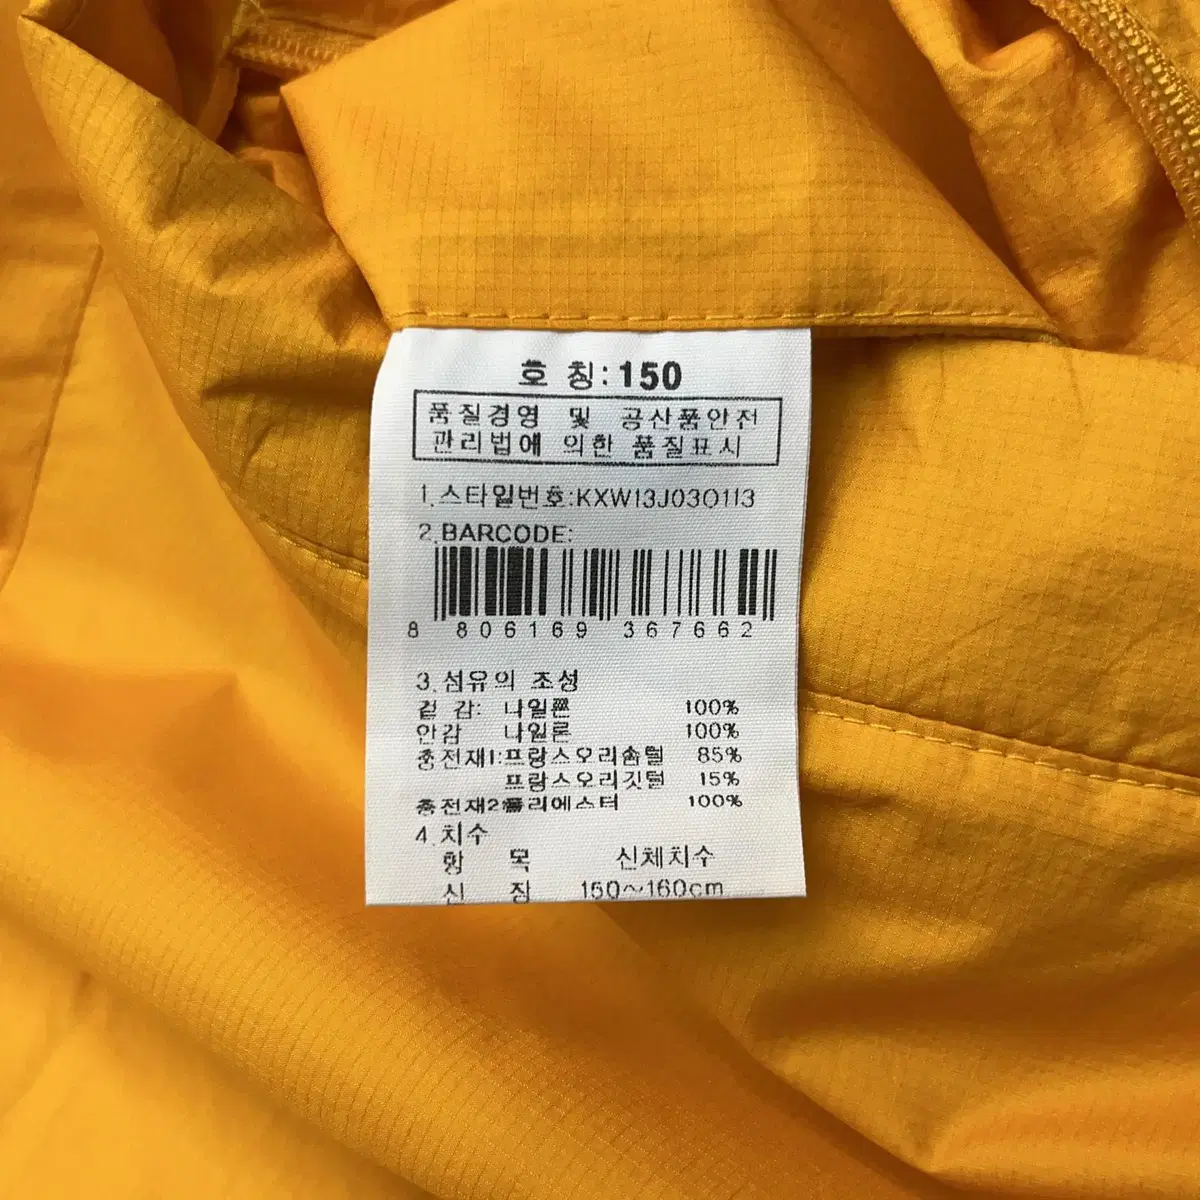 호 칭: 150
품질경영 및 공산품안전
관리법에 의한 품질표시
1.스타일번호:KXW13J03O113
2.BARCODE:
8 806169 367662
3.섬유의 조성
겉 감: 나일론 100%
안감 나일론 100%
충전재1:프랑스오리솜털 85%
프랑스오리깃털 15%
충전재2:폴리에스터 100%
4.치수
항 목 신체치수
신 장 150~160cm